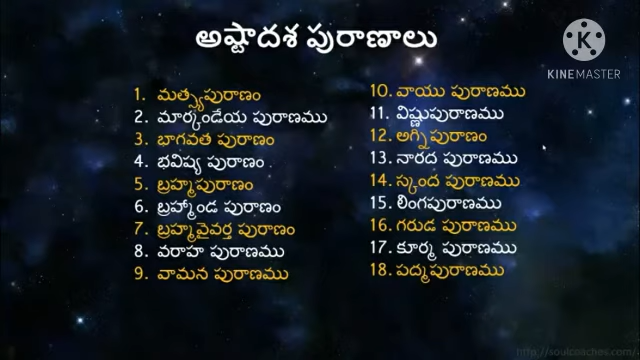 అష్టాదశ పురాణాలు
K
KINEMASTER
1. మత్స్యపురాణం
2. మార్కండేయ పురాణము
3. భాగవత పురాణం
4. భవిష్య పురాణం
5. బ్రహ్మపురాణం
6. బ్రహ్మాండ పురాణం
7. బ్రహ్మవైవర్త పురాణం
8. వరాహ పురాణము
9. వామన పురాణము
10. వాయు పురాణము
11. విష్ణుపురాణము
12. అగ్నిపురాణం
13. నారద పురాణము
14. స్కంద పురాణము
15. లింగపురాణము
16. గరుడ పురాణము
17. కూర్మ పురాణము
18. పద్మపురాణము